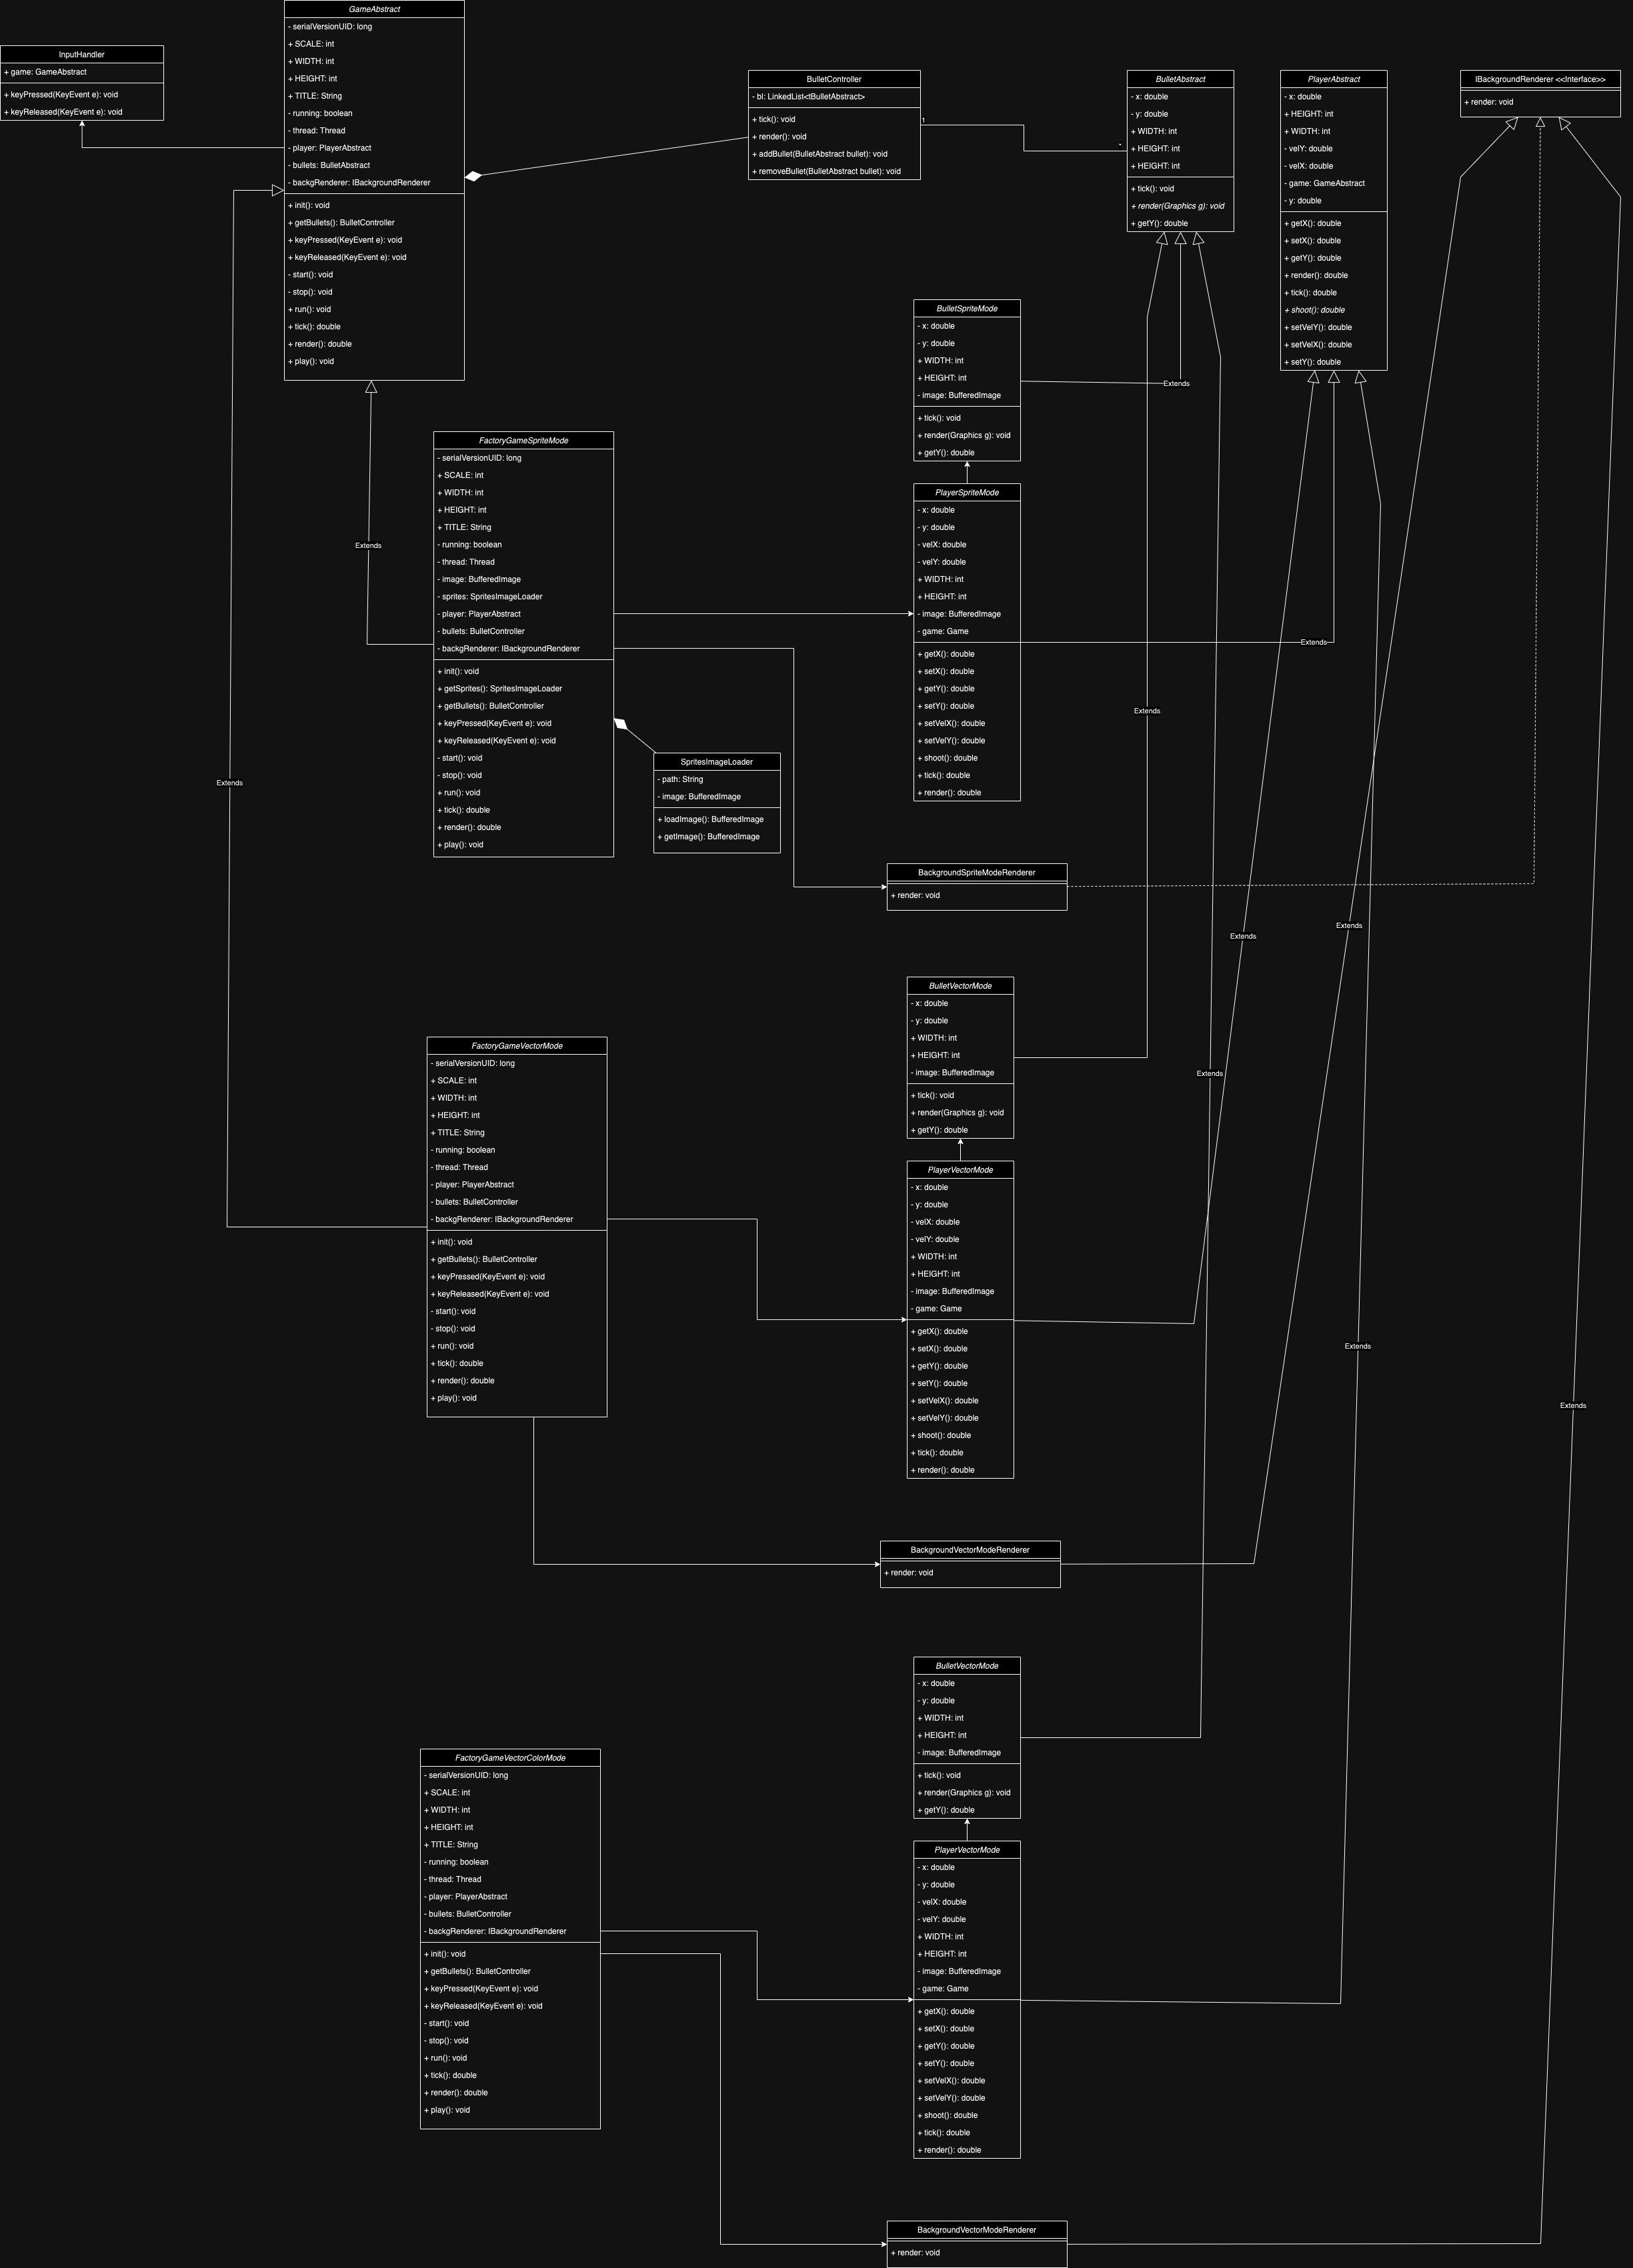 GameAbstract
- serialVersionUID: long
+ SCALE: int
+ WIDTH: int
+ HEIGHT: int
+ TITLE: String
- running: boolean
- thread: Thread
- player: PlayerAbstract
- bullets: BulletAbstract
- backgRenderer: IBackgroundRenderer
+ init(): void
+ getBullets(): BulletController
+ keyPressed(KeyEvent e): void
+ keyReleased(KeyEvent e): void
- start(): void
- stop(): void
+ run(): void
+ tick(): double
+ render(): double
+ play(): void
InputHandler
+ game: GameAbstract
+ keyPressed(KeyEvent e): void
+ keyReleased(KeyEvent e): void
BulletController
- bl: LinkedList<tBulletAbstract>
+ tick(): void
+ render(): void
+ addBullet(BulletAbstract bullet): void
+ removeBullet(BulletAbstract bullet): void
1
*
BulletAbstract
- x: double
- y: double
+ WIDTH: int
+ HEIGHT: int
+ HEIGHT: int
+ tick(): void
+ render(Graphics g): void
+ getY(): double
PlayerAbstract
- x: double
+ HEIGHT: int
+ WIDTH: int
- velY: double
- velX: double
- game: GameAbstract
- y: double
+ getX(): double
+ setX(): double
+ getY(): double
+ render(): double
+ tick(): double
+ shoot(): double
+ setVelY(): double
+ setVelX(): double
+ setY(): double
IBackgroundRenderer <<Interface>>
+ render: void
BulletSpriteMode
- x: double
- y: double
+ WIDTH: int
+ HEIGHT: int
- image: BufferedImage
+ tick(): void
+ render(Graphics g): void
+ getY(): double
Extends
FactoryGameSpriteMode
- serialVersionUID: long
+ SCALE: int
+ WIDTH: int
+ HEIGHT: int
+ TITLE: String
- running: boolean
- thread: Thread
- image: BufferedImage
- sprites: SpritesImageLoader
- player: PlayerAbstract
- bullets: BulletController
- backgRenderer: IBackgroundRenderer
+ init(): void
+ getSprites(): SpritesImageLoader
+ getBullets(): BulletController
+ keyPressed(KeyEvent e): void
+ keyReleased(KeyEvent e): void
- start(): void
- stop(): void
+ run(): void
+ tick(): double
+ render(): double
+ play(): void
Extends
PlayerSpriteMode
- x: double
- y: double
- velX: double
- velY: double
+ WIDTH: int
+ HEIGHT: int
- image: BufferedImage
- game: Game
+ getX(): double
+ setX(): double
+ getY(): double
+ setY(): double
+ setVelX(): double
+ setVelY(): double
+ shoot(): double
+ tick(): double
+ render(): double
Extends
Extends
Extends
SpritesImageLoader
- path: String
- image: BufferedImage
+ loadImage(): BufferedImage
+ getImage(): BufferedImage
BackgroundSpriteModeRenderer
+ render: void
Extends
Extends
BulletVectorMode
- x: double
- y: double
+ WIDTH: int
+ HEIGHT: int
- image: BufferedImage
+ tick(): void
+ render(Graphics g): void
+ getY(): double
Extends
FactoryGameVectorMode
- serialVersionUID: long
+ SCALE: int
+ WIDTH: int
+ HEIGHT: int
+ TITLE: String
- running: boolean
- thread: Thread
- player: PlayerAbstract
- bullets: BulletController
- backgRenderer: IBackgroundRenderer
+ init(): void
+ getBullets(): BulletController
+ keyPressed(KeyEvent e): void
+ keyReleased(KeyEvent e): void
- start(): void
- stop(): void
+ run(): void
+ tick(): double
+ render(): double
+ play(): void
PlayerVectorMode
- x: double
- y: double
- velX: double
- velY: double
+ WIDTH: int
+ HEIGHT: int
- image: BufferedImage
- game: Game
+ getX(): double
+ setX(): double
+ getY(): double
+ setY(): double
+ setVelX(): double
+ setVelY(): double
+ shoot(): double
+ tick(): double
+ render(): double
Extends
Extends
BackgroundVectorModeRenderer
+ render: void
BulletVectorMode
- x: double
- y: double
+ WIDTH: int
+ HEIGHT: int
- image: BufferedImage
+ tick(): void
+ render(Graphics g): void
+ getY(): double
FactoryGameVectorColorMode
- serialVersionUID: long
+ SCALE: int
+ WIDTH: int
+ HEIGHT: int
+ TITLE: String
- running: boolean
- thread: Thread
- player: PlayerAbstract
- bullets: BulletController
- backgRenderer: IBackgroundRenderer
+ init(): void
+ getBullets(): BulletController
+ keyPressed(KeyEvent e): void
+ keyReleased(KeyEvent e): void
- start(): void
- stop(): void
+ run(): void
+ tick(): double
+ render(): double
+ play(): void
PlayerVectorMode
- x: double
- y: double
- velX: double
- velY: double
+ WIDTH: int
+ HEIGHT: int
- image: BufferedImage
- game: Game
+ getX(): double
+ setX(): double
+ getY(): double
+ setY(): double
+ setVelX(): double
+ setVelY(): double
+ shoot(): double
+ tick(): double
+ render(): double
BackgroundVectorModeRenderer
+ render: void